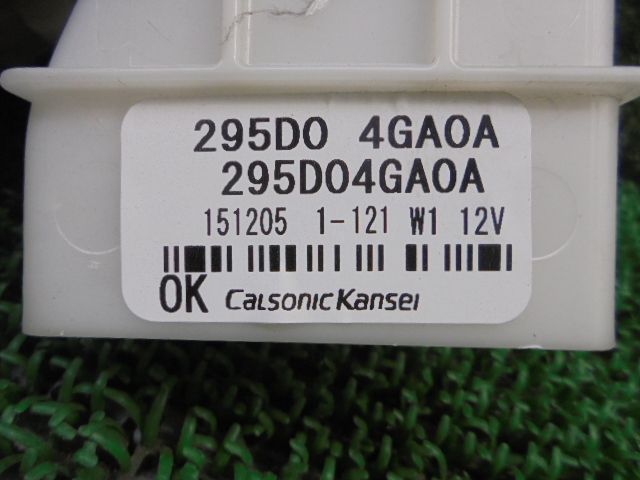 295D0 4GA0A
295D04GA0A
151205 1-121 W1 12V
OK CalsonicKansei